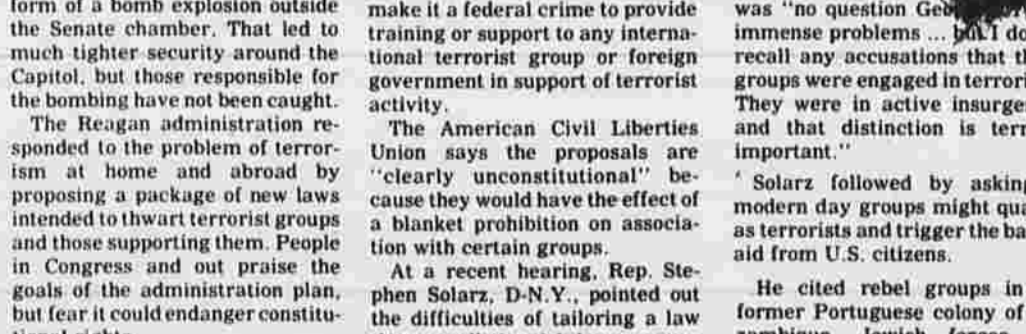 form of a bomb explosion outside
the Senate chamber. That led to
much tighter security around the
Capitol, but those responsible for
the bombing have not been caught.
The Reagan administration re-
sponded to the problem of terror-
ism at home and abroad by
proposing a package of new laws
intended to thwart terrorist groups
and those supporting them. People
in Congress and out praise the
goals of the administration plan,
but fear it could endanger constitu-
make it a federal crime to provide
training or support to any interna-
tional terrorist group or foreign
government in support of terrorist
activity.
The American Civil Liberties
Union says the proposals are
"clearly unconstitutional" be-
cause they would have the effect of
a blanket prohibition on associa-
tion with certain groups.
At a recent hearing, Rep. Ste-
phen Solarz, D-N.Y., pointed out
the difficulties of tailoring a law
was "no question
immense problems ... but I do
recall any accusations that
groups were engaged in
They were in active
and that distinction is
important."
Solarz followed by
modern day groups might
as terrorists and trigger the
aid from U.S. citizens.
He cited rebel groups in
former Portuguese colony of